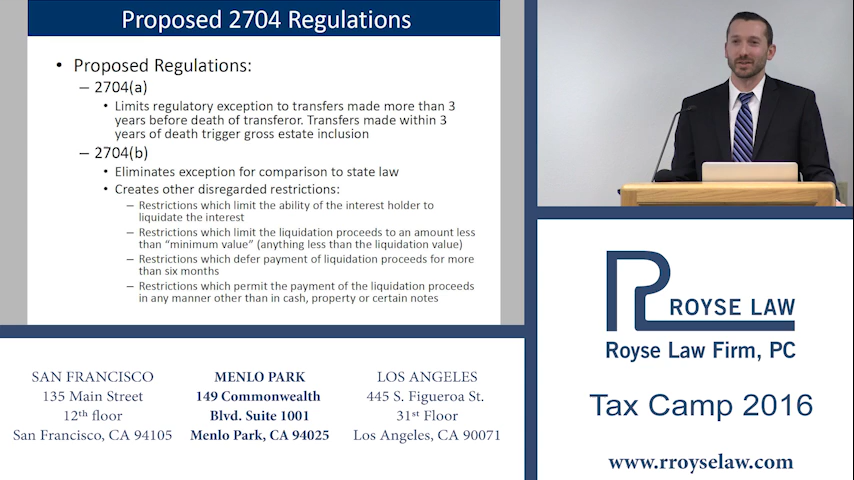 Proposed 2704 Regulations
• Proposed Regulations:
– 2704(a)
• Limits regulatory exception to transfers made more than 3
years before death of transferor. Transfers made within 3
years of death trigger gross estate inclusion
– 2704(b)
• Eliminates exception for comparison to state law
• Creates other disregarded restrictions:
– Restrictions which limit the ability of the interest holder to
liquidate the interest
– Restrictions which limit the liquidation proceeds to an amount less
than “minimum value” (anything less than the liquidation value)
– Restrictions which defer payment of liquidation proceeds for more
than six months
– Restrictions which permit the payment of the liquidation proceeds
in any manner other than in cash, property or certain notes
ROYSE LAW
Royse Law Firm, PC
Tax Camp 2016
www.rroyselaw.com
SAN FRANCISCO
135 Main Street
12th floor
San Francisco, CA 94105
MENLO PARK
149 Commonwealth
Blvd. Suite 1001
Menlo Park, CA 94025
LOS ANGELES
445 S. Figueroa St.
31st Floor
Los Angeles, CA 90071